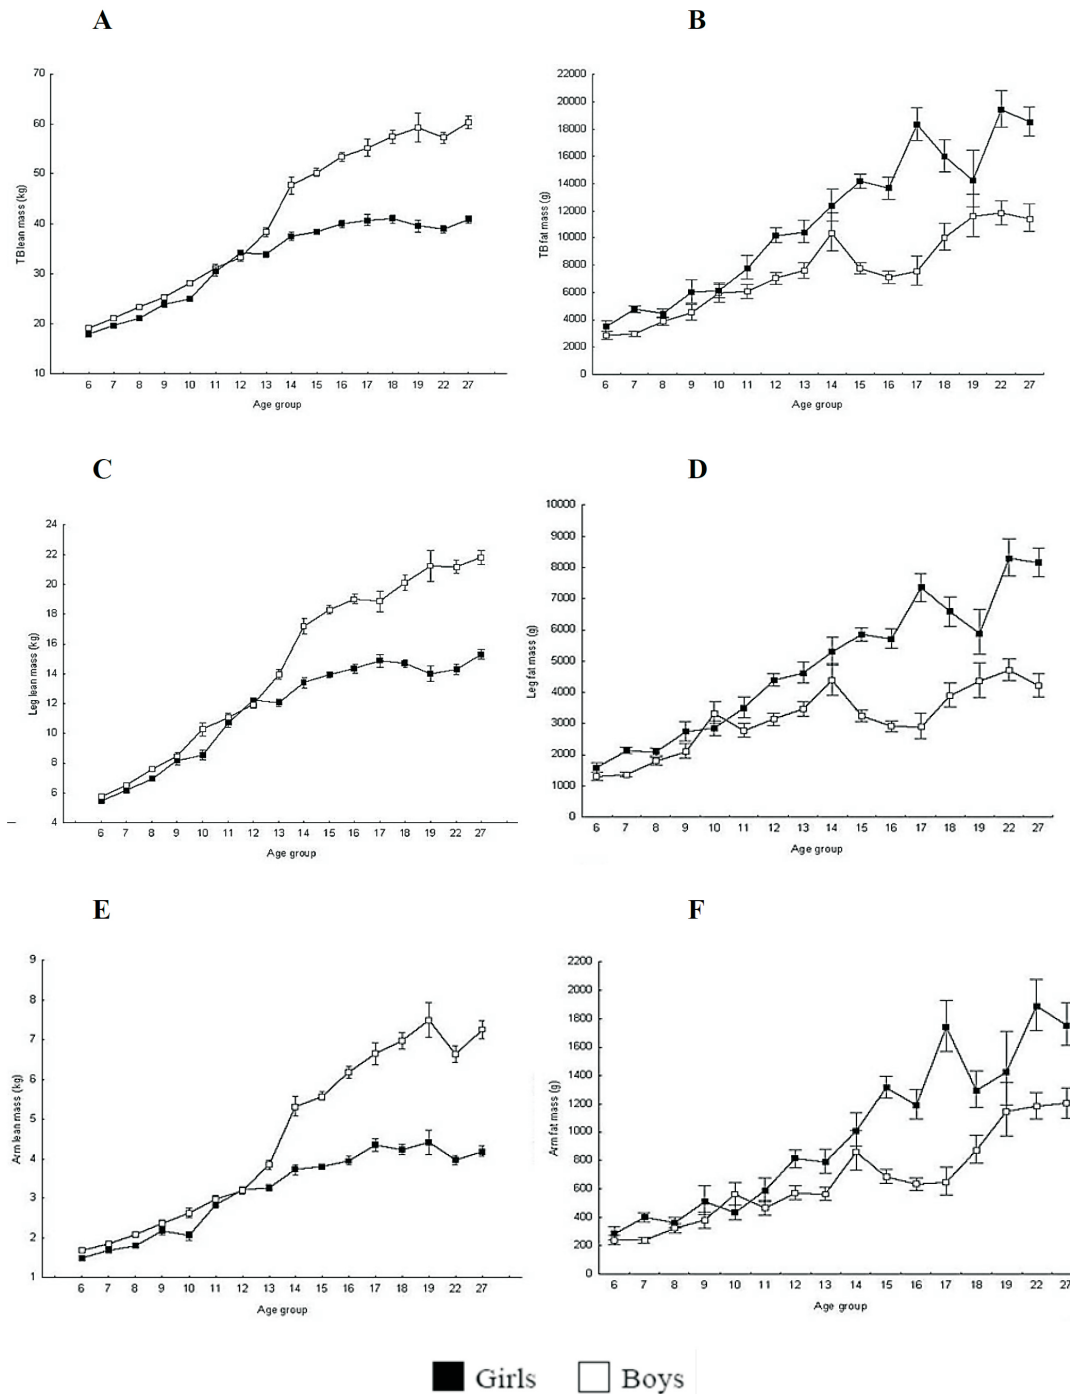 A
B
70
60
50
40
30
20
10
TB lean mass (kg)
6 7 8 9 10 11 12 13 14 15 16 17 18 19 22 27
Age group
22000
20000
18000
16000
14000
12000
10000
8000
6000
4000
2000
0
TB fat mass (g)
6 7 8 9 10 11 12 13 14 15 16 17 18 19 22 27
Age group
C
D
24
22
20
18
16
14
12
10
8
6
4
Leg lean mass (kg)
6 7 8 9 10 11 12 13 14 15 16 17 18 19 22 27
Age group
10000
9000
8000
7000
6000
5000
4000
3000
2000
1000
0
Leg fat mass (g)
6 7 8 9 10 11 12 13 14 15 16 17 18 19 22 27
Age group
E
F
9
8
7
6
5
4
3
2
1
Arm lean mass (kg)
6 7 8 9 10 11 12 13 14 15 16 17 18 19 22 27
Age group
2200
2000
1800
1600
1400
1200
1000
800
600
400
200
0
Arm fat mass (g)
6 7 8 9 10 11 12 13 14 15 16 17 18 19 22 27
Age group
Girls Boys